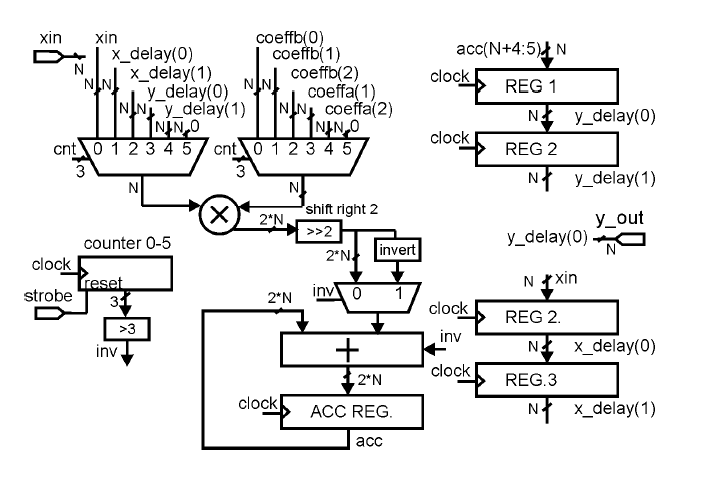 xin
N
xin
x_delay(0)
x_delay(1)
y_delay(0)
y_delay(1)
N N N N N N 0
cnt
3
0 1 2 3 4 5
N
coeffb(0)
coeffb(1)
coeffb(2)
coeffa(1)
coeffa(2)
N N N N N N 0
cnt
3
0 1 2 3 4 5
N
2*N
shift right 2
>>2
2*N
invert
inv
0 1
counter 0-5
clock
reset
strobe
3
>3
inv
2*N
+
inv
2*N
clock
ACC REG.
acc
acc(N+4:5)
N
clock
REG 1
N
y_delay(0)
clock
REG 2
N
y_delay(1)
y_out
y_delay(0)
N
N
xin
clock
REG 2.
N
x_delay(0)
clock
REG.3
N
x_delay(1)